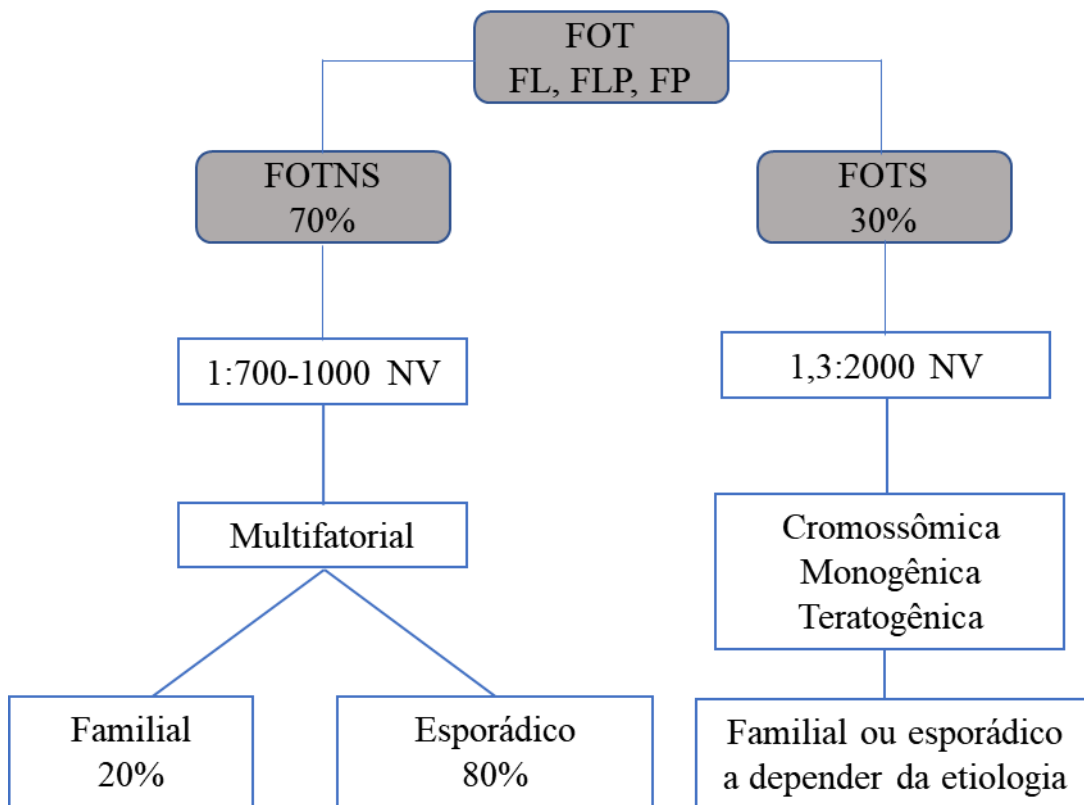 FOT
FL, FLP, FP
FOTNS
70%
FOTS
30%
1:700-1000 NV
1,3:2000 NV
Multifatorial
Cromossômica
Monogênica
Teratogênica
Familial
20%
Esporádico
80%
Familial ou esporádico
a depender da etiologia